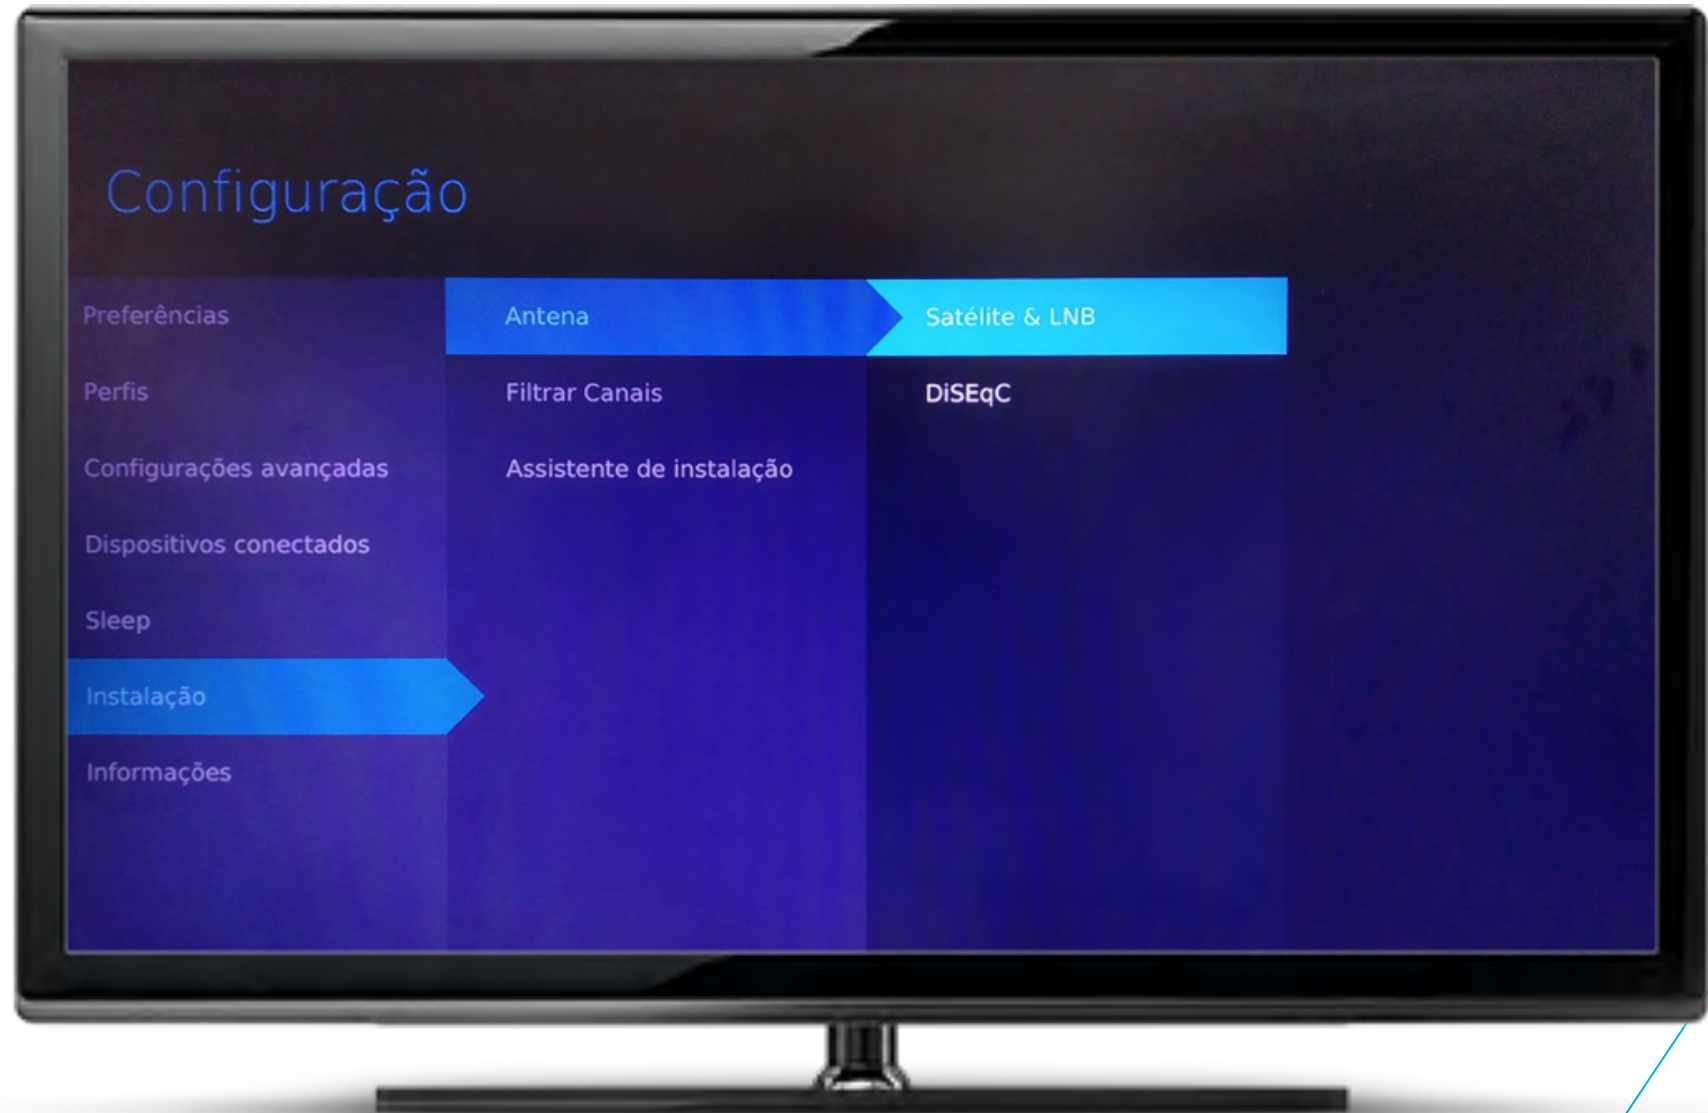 Configuração
Preferências
Perfis
Configurações avançadas
Dispositivos conectados
Sleep
Instalação
Informações
Antena
Filtrar Canais
Assistente de instalação
Satélite & LNB
DiSEqC